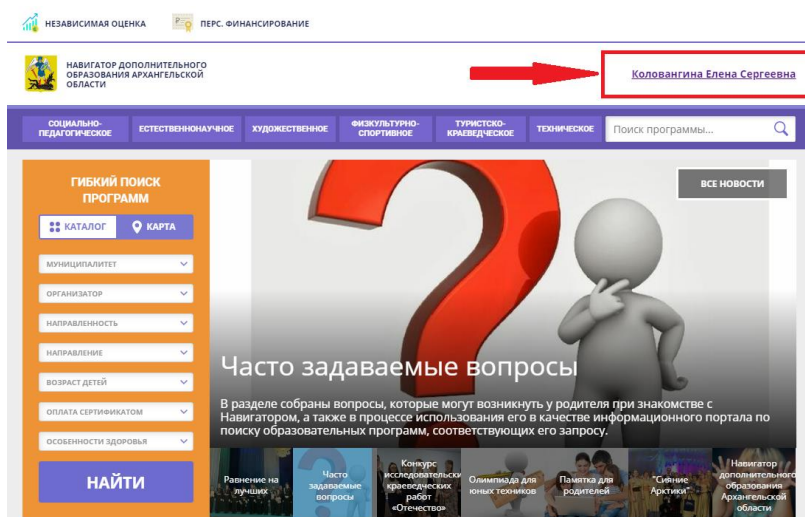 НЕЗАВИСИМАЯ ОЦЕНКА
ПЕРС. ФИНАНСИРОВАНИЕ
НАВИГАТОР ДОПОЛНИТЕЛЬНОГО
ОБРАЗОВАНИЯ АРХАНГЕЛЬСКОЙ
ОБЛАСТИ
Коловангина Елена Сергеевна
СОЦИАЛЬНО-
ПЕДАГОГИЧЕСКОЕ
ЕСТЕСТВЕННОНАУЧНОЕ
ХУДОЖЕСТВЕННОЕ
ФИЗКУЛЬТУРНО-
СПОРТИВНОЕ
ТУРИСТСКО-
КРАЕВЕДЧЕСКОЕ
ТЕХНИЧЕСКОЕ
Поиск программы...
ГИБКИЙ ПОИСК
ПРОГРАММ
КАТАЛОГ
КАРТА
МУНИЦИПАЛИТЕТ
ОРГАНИЗАТОР
НАПРАВЛЕННОСТЬ
НАПРАВЛЕНИЕ
ВОЗРАСТ ДЕТЕЙ
ОПЛАТА СЕРТИФИКАТОМ
ОСОБЕННОСТИ ЗДОРОВЬЯ
НАЙТИ
ВСЕ НОВОСТИ
Часто задаваемые вопросы
В разделе собраны вопросы, которые могут возникнуть у родителя при знакомстве с
Навигатором, а также в процессе использования его в качестве информационного портала по
поиску образовательных программ, соответствующих его запросу.
Равнение на
лучших
Часто
задаваемые
вопросы
Конкурс
исследовательски
краеведческих
работ
«Отечество»
Олимпиада для
юных техников
Памятка для
родителей
"Сияние
Арктики"
Навигатор
дополнительного
образования
Архангельской
области